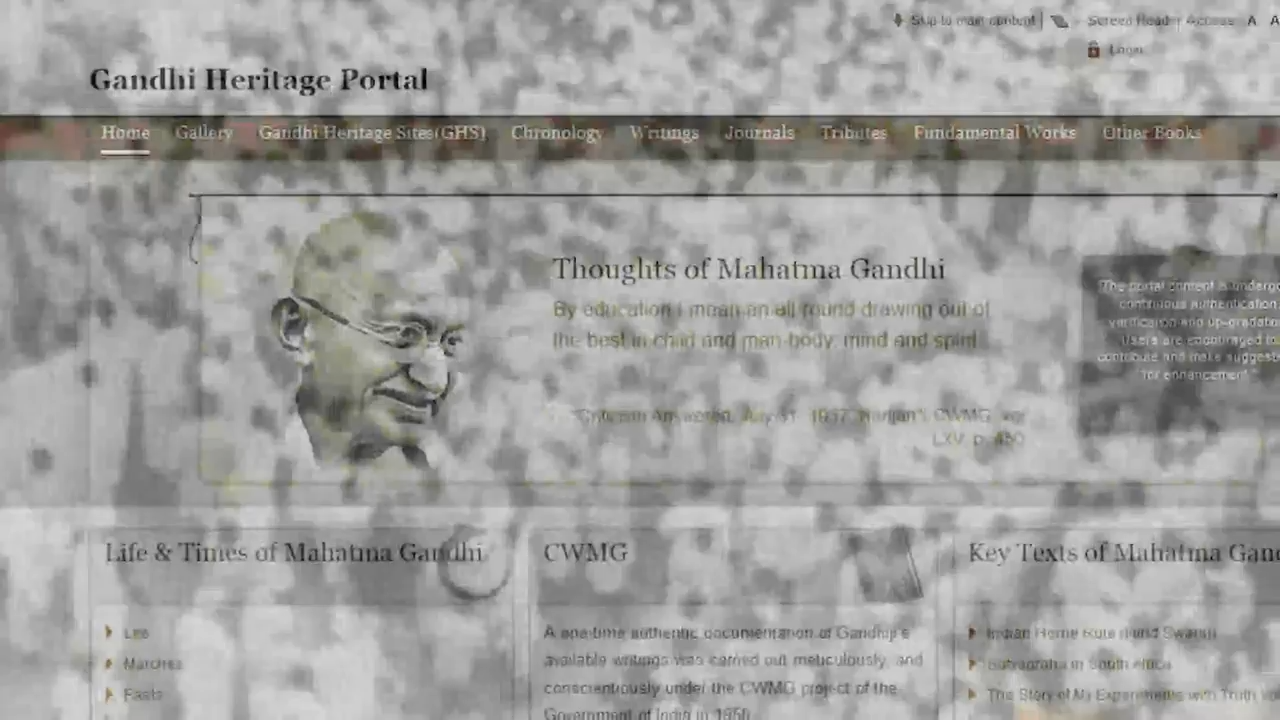 Skip to main content | Screen Reader Access A A
Login
Gandhi Heritage Portal
Home Gallery Gandhi Heritage Sites(GHS) Chronology Writings Journals Tributes Fundamental Works Other Books
Thoughts of Mahatma Gandhi
By education I mean an all round drawing out of
the best in child and man-body, mind and spirit
"The portal content is undergo
continuous authentication
verification and up-gradation
Users are encouraged to
contribute and make suggest
for enhancement."
"Criticism Answered, July 31, 1937 "Harijan", CWMG,
LXV, p. 450
Life & Times of Mahatma Gandhi
Marches
Fasts
CWMG
A one-time authentic documentation of Gandhiji's
available writings was carried out meticulously, and
conscientiously under the CWMG project of the
Government of India in 1956
Key Texts of Mahatma Gand
Indian Home Rule (Hind Swaraj)
Satyagraha in South Africa
The Story of My Experiments with Truth